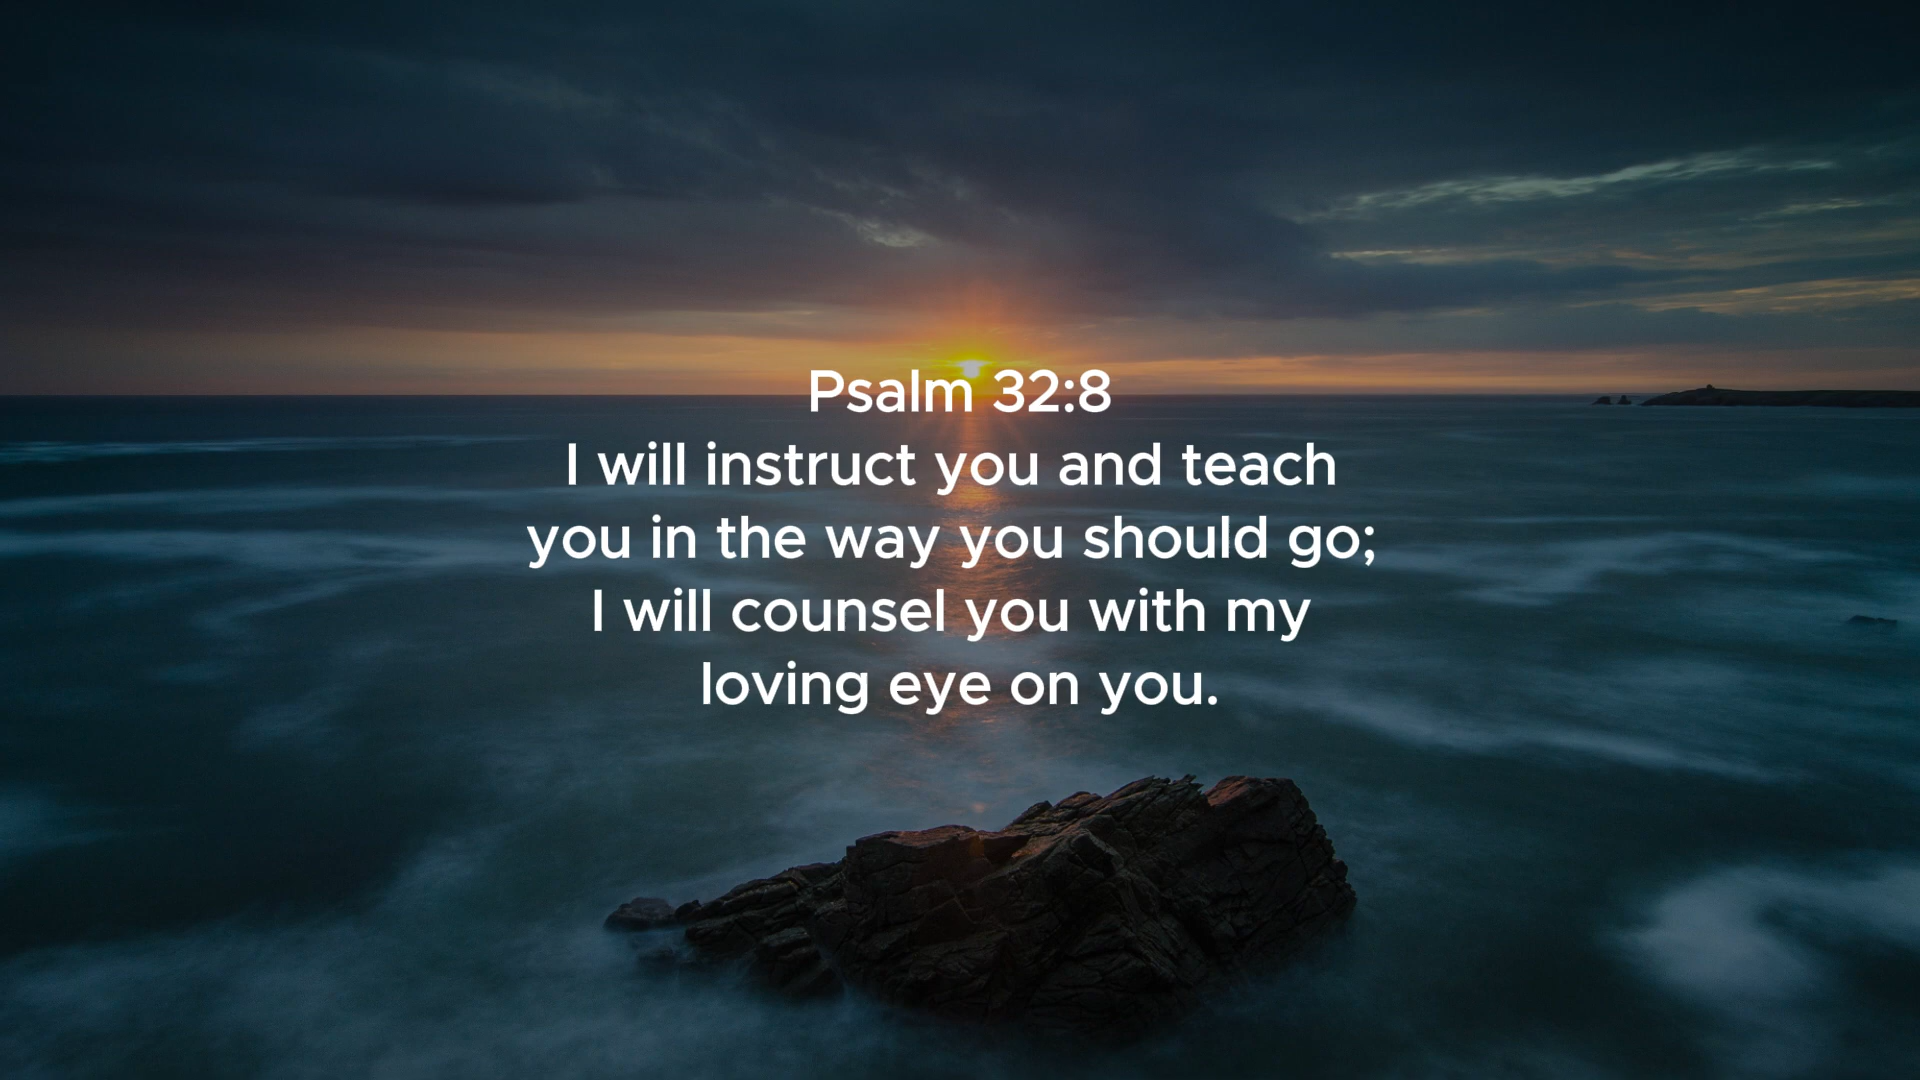 Psalm 32:8
I will instruct you and teach
you in the way you should go;
I will counsel you with my
loving eye on you.